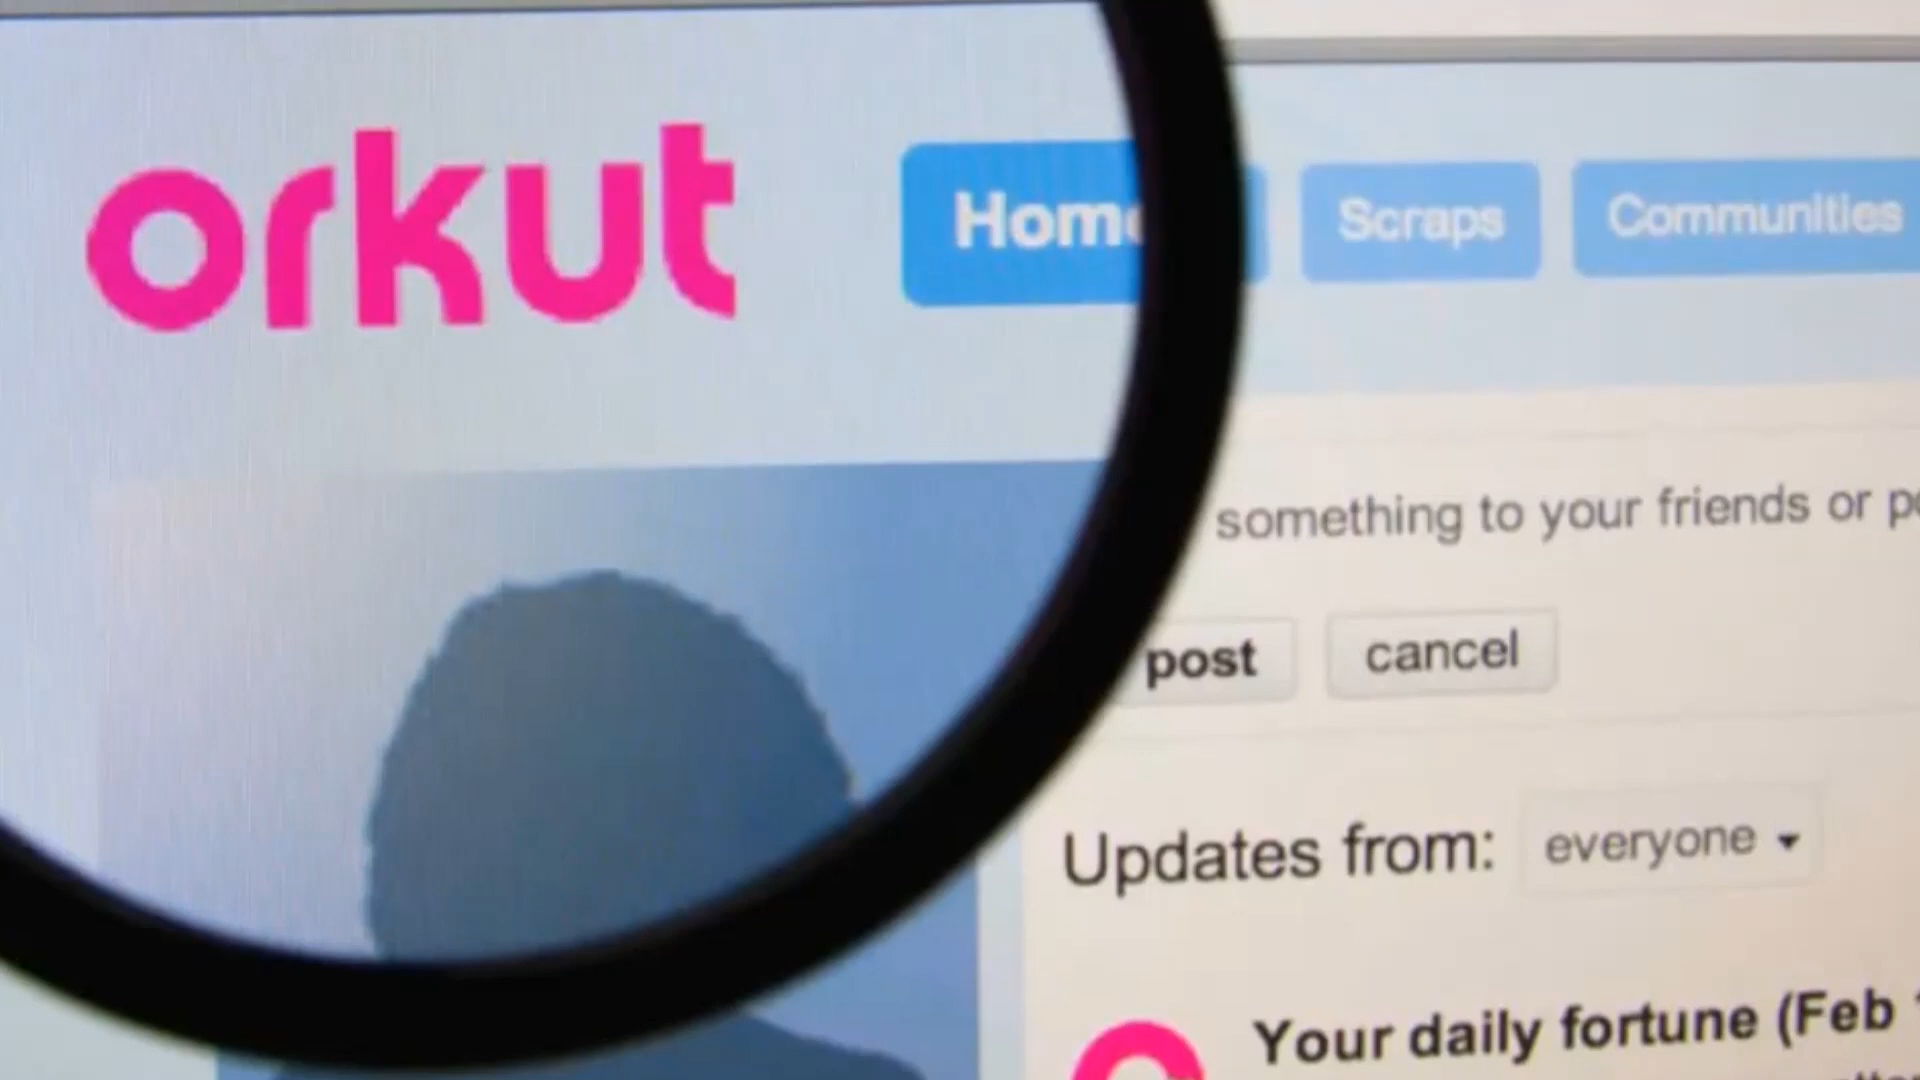 orkut
Home Scraps Communities
something to your friends or
post cancel
Updates from: everyone
Your daily fortune (Feb